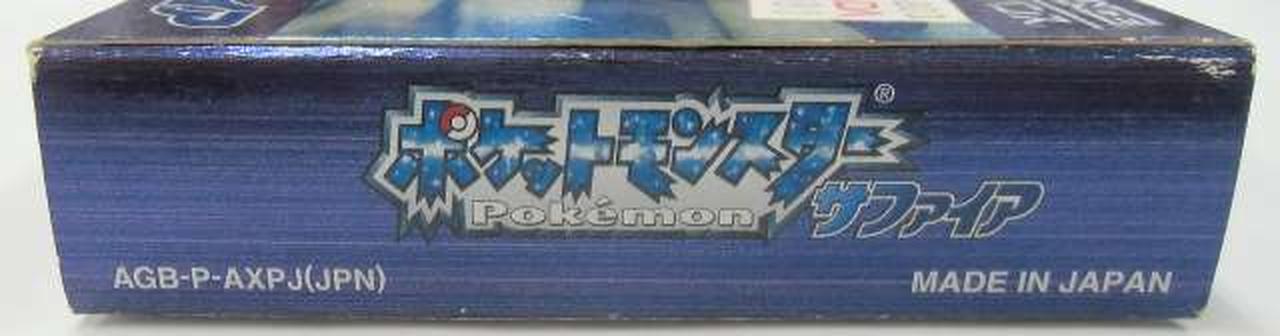 ポケットモンスター®
Pokémon
サファイア
AGB-P-AXPJ(JPN)
MADE IN JAPAN